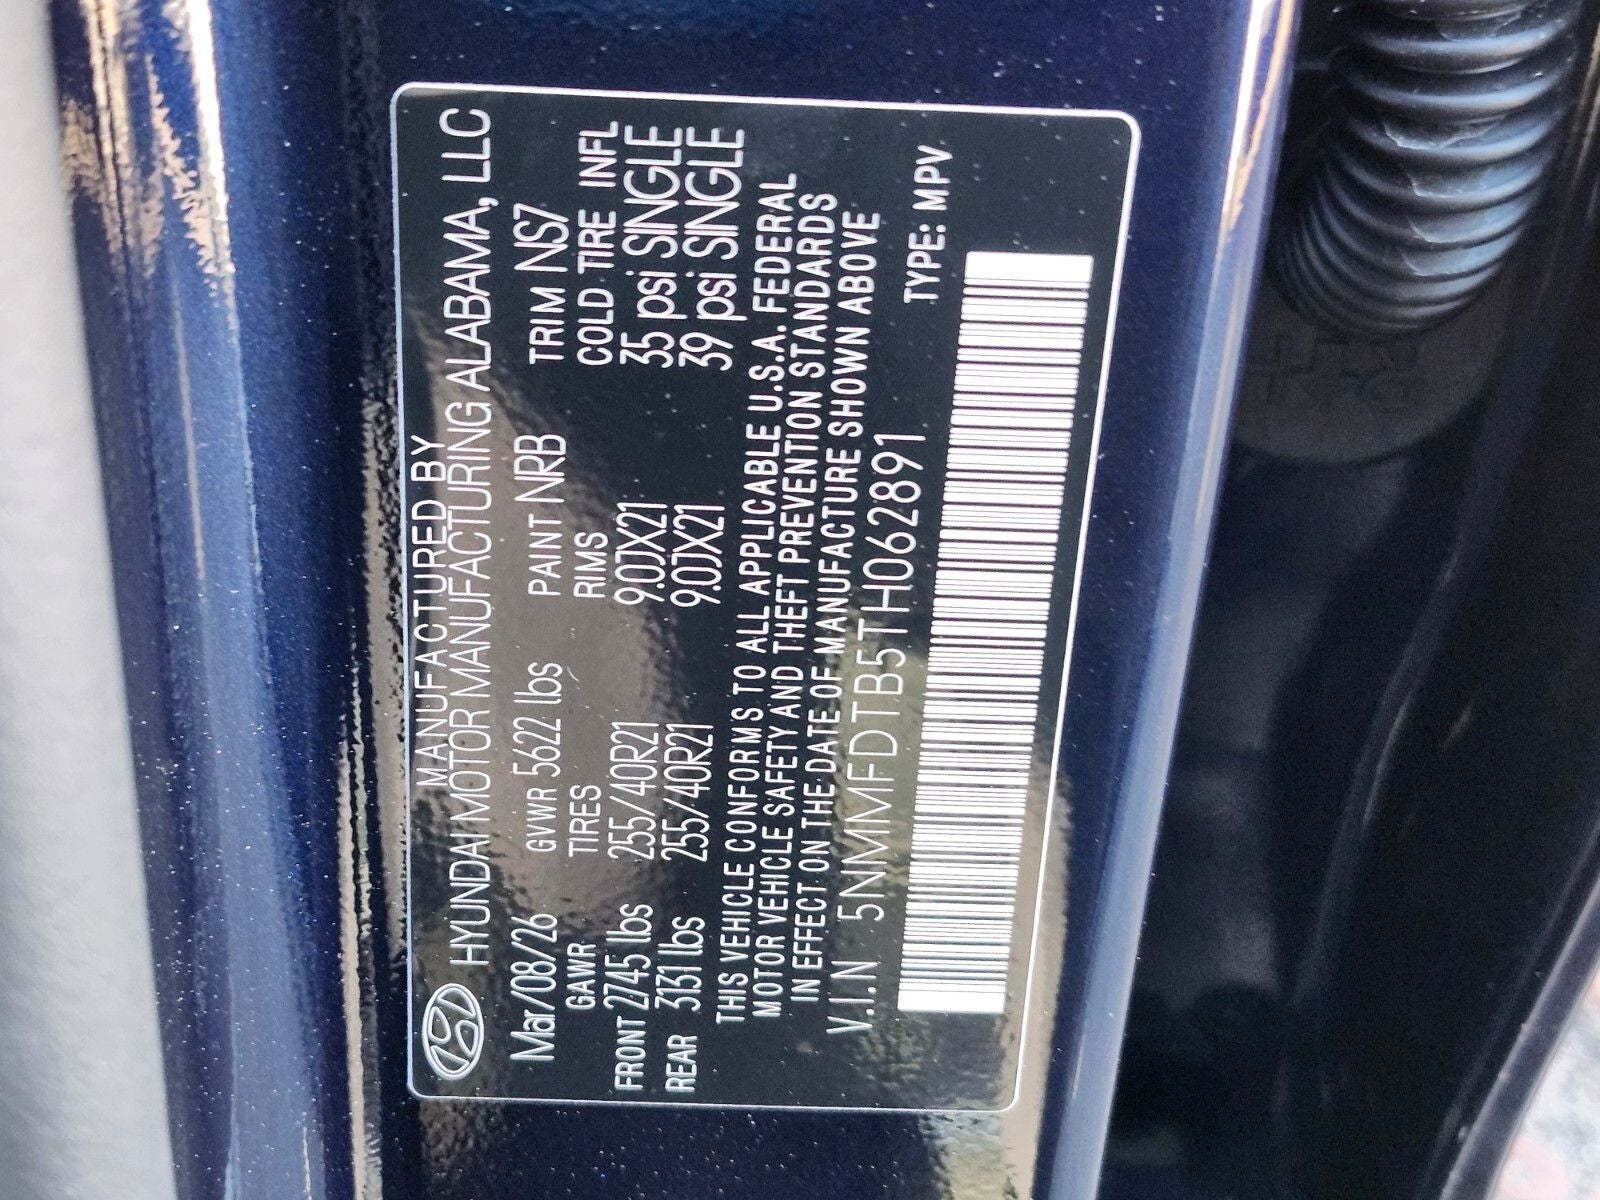 MANUFACTURED BY
HYUNDAI MOTOR MANUFACTURING ALABAMA, LLC
Mar/08/26 GVWR 5622 lbs PAINT NRB TRIM NS7
GAWR TIRES RIMS COLD TIRE INFL
FRONT 2745 lbs 255/40R21 9.0JX21 35 psi SINGLE
REAR 3131 lbs 255/40R21 9.0JX21 39 psi SINGLE
THIS VEHICLE CONFORMS TO ALL APPLICABLE U.S.A. FEDERAL
MOTOR VEHICLE SAFETY AND THEFT PREVENTION STANDARDS
IN EFFECT ON THE DATE OF MANUFACTURE SHOWN ABOVE
V.I.N 5NMMFDTB5TH062891 TYPE: MPV